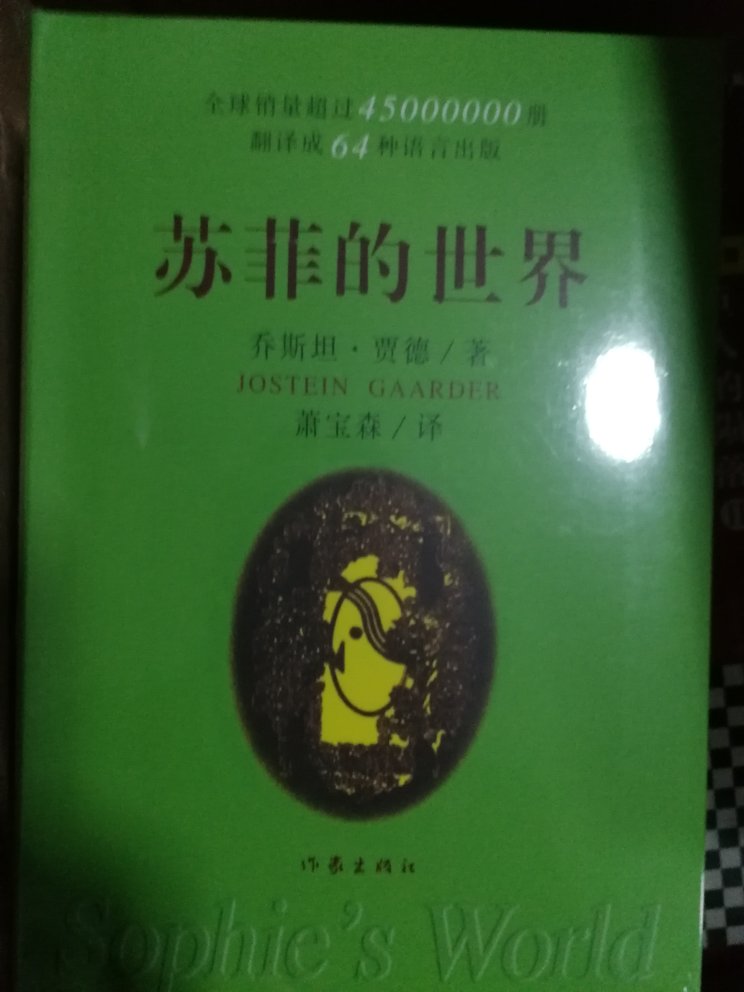 全球销量超过45000000册
翻译成64种语言出版
苏菲的世界
乔斯坦·贾德/著
JOSTEIN GAARDER
萧宝森/译
作家出版社
Sophie's World